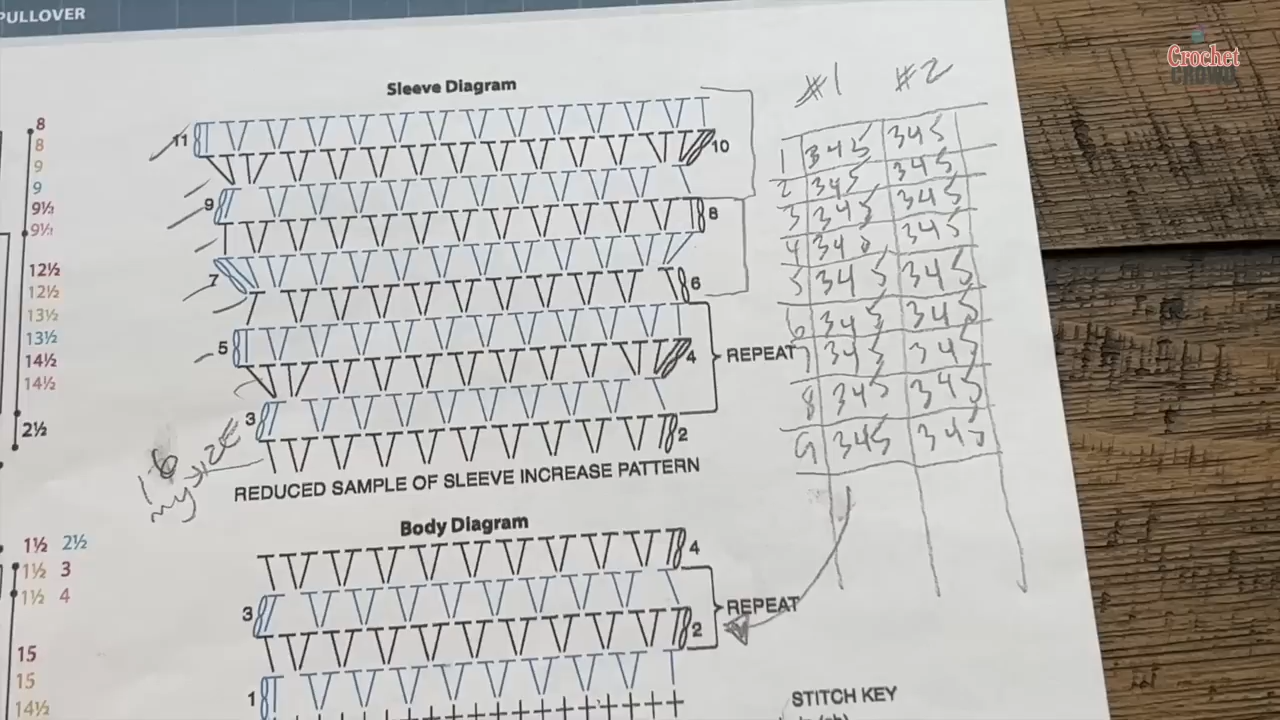 PULLOVER
Crochet
CROWD
Sleeve Diagram
#1 #2
8
8
9
9
9½
9½
12½
12½
13½
13½
14½
14½
2½
11
10
9
8
7
6
5
4
3
2
REPEAT
1 345 345
2 345 345
3 345 345
4 345 345
5 345 345
6 345 345
7 345 345
8 345 345
9 345 345
16
my size
REDUCED SAMPLE OF SLEEVE INCREASE PATTERN
Body Diagram
4
3
2
1
REPEAT
1½ 2½
1½ 3
1½ 4
15
15
14½
STITCH KEY